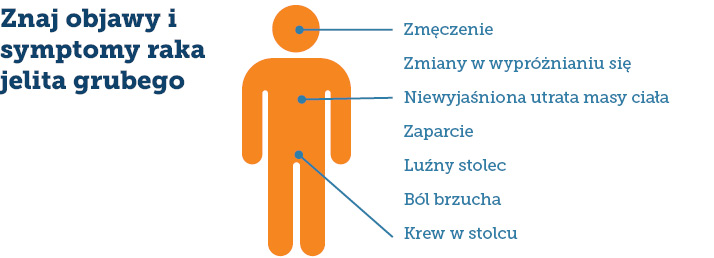 Znaj objawy i
symptomy raka
jelita grubego
Zmęczenie
Zmiany w wypróżnianiu się
Niewyjaśniona utrata masy ciała
Zaparcie
Luźny stolec
Ból brzucha
Krew w stolcu